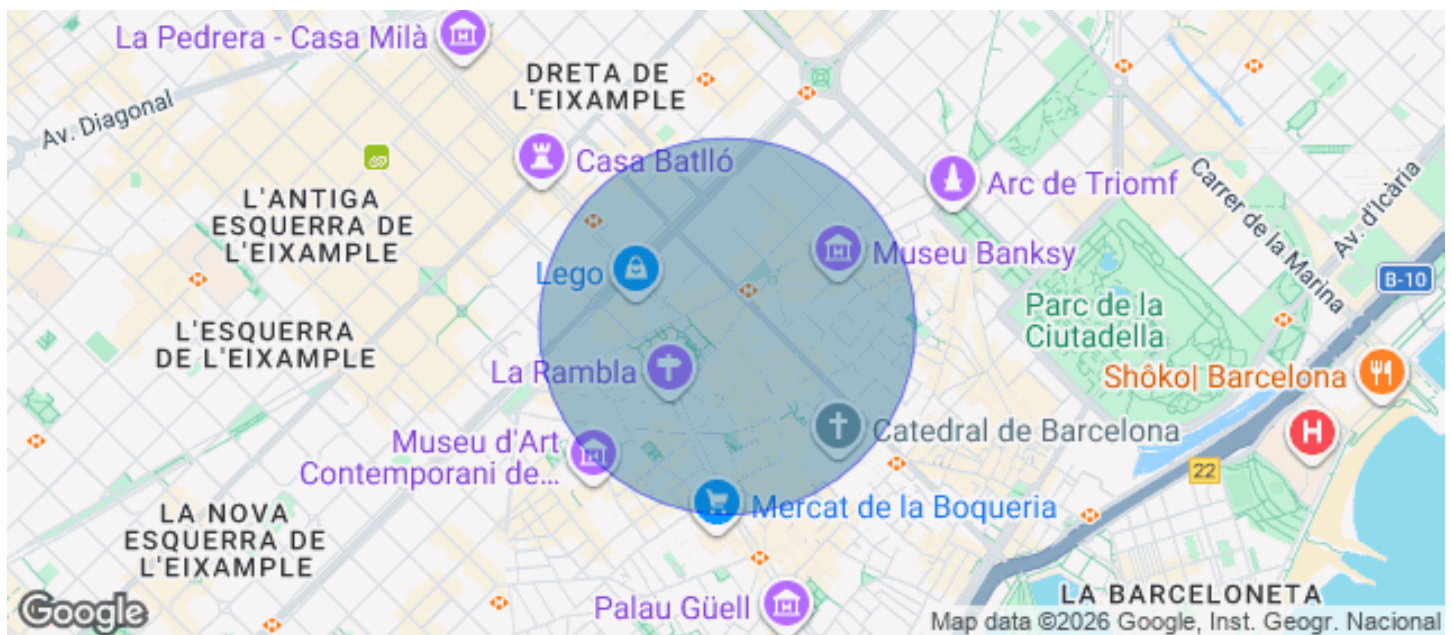 La Pedrera - Casa Milà
DRETA DE
L'EIXAMPLE
Av. Diagonal
Casa Batlló
Arc de Triomf
Carrer de la Marina
Av. d'Icària
L'ANTIGA
ESQUERRA DE
L'EIXAMPLE
Lego
Museu Banksy
B-10
Parc de la
Ciutadella
L'ESQUERRA
DE L'EIXAMPLE
La Rambla
Shôko| Barcelona
Museu d'Art
Contemporani de...
Catedral de Barcelona
H
22
Mercat de la Boqueria
LA NOVA
ESQUERRA DE
L'EIXAMPLE
Palau Güell
LA BARCELONETA
Google
Map data ©2026 Google, Inst. Geogr. Nacional